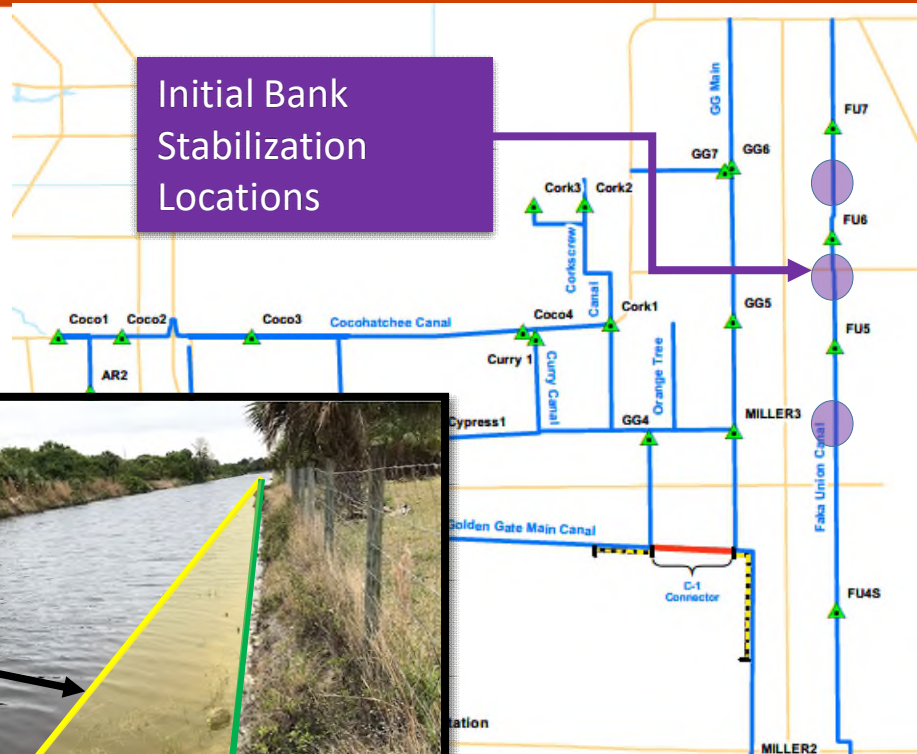 Initial Bank
Stabilization
Locations
GG Main
FU7
GG7
GG6
Cork3
Cork2
FU6
Corkscrew
Canal
Coco1
Coco2
Coco3
Cocohatchee Canal
Coco4
Cork1
GG5
FU5
Curry 1
Curry Canal
Orange Tree
AR2
Cypress1
GG4
MILLER3
Faka Union Canal
Golden Gate Main Canal
C-1
Connector
FU4S
tation
MILLER2